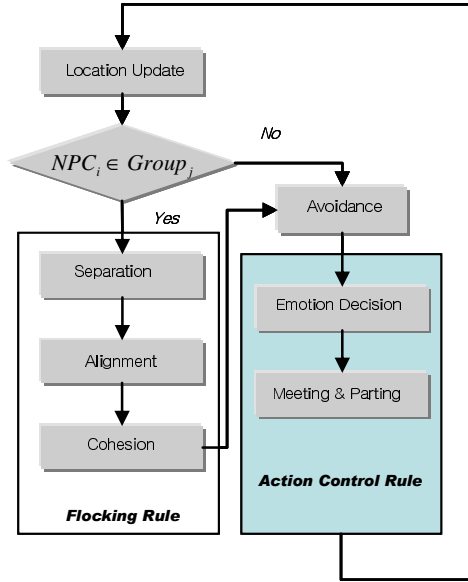 Location Update
NPC_i ∈ Group_j
No
Yes
Avoidance
Separation
Emotion Decision
Alignment
Meeting & Parting
Cohesion
Action Control Rule
Flocking Rule